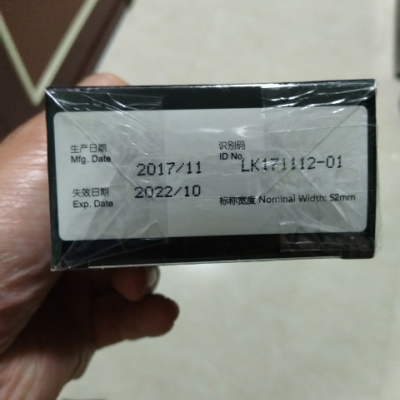 生产日期 识别码
Mfg. Date 2017/11 ID No. LK171112-01
失效日期 2022/10
Exp. Date 标称宽度 Nominal Width: 52mm